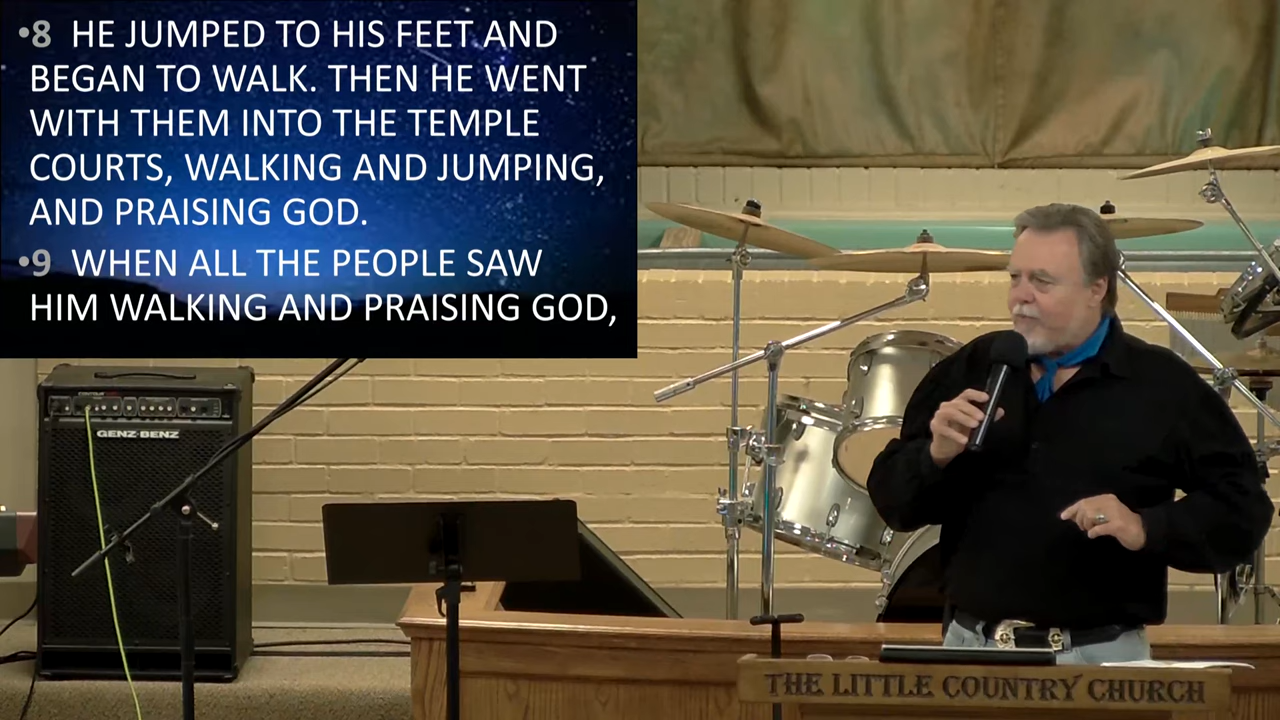 •8 HE JUMPED TO HIS FEET AND
BEGAN TO WALK. THEN HE WENT
WITH THEM INTO THE TEMPLE
COURTS, WALKING AND JUMPING,
AND PRAISING GOD.
•9 WHEN ALL THE PEOPLE SAW
HIM WALKING AND PRAISING GOD,
GENZ-BENZ
THE LITTLE COUNTRY CHURCH